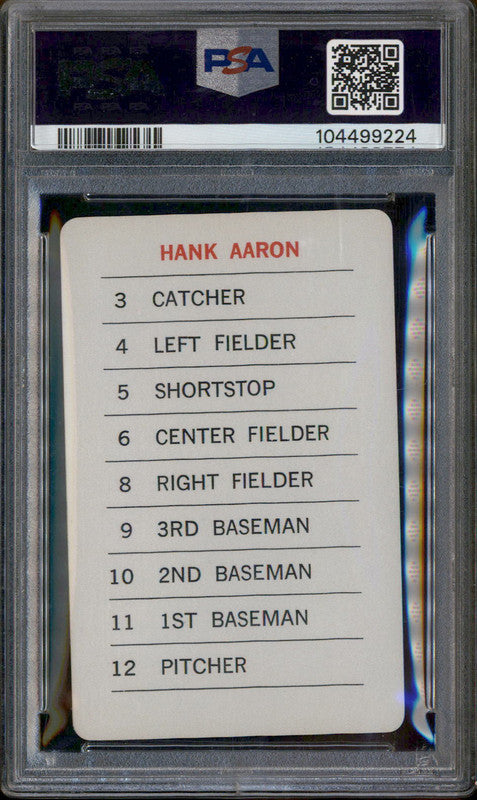 PSA
104499224
HANK AARON
3 CATCHER
4 LEFT FIELDER
5 SHORTSTOP
6 CENTER FIELDER
8 RIGHT FIELDER
9 3RD BASEMAN
10 2ND BASEMAN
11 1ST BASEMAN
12 PITCHER